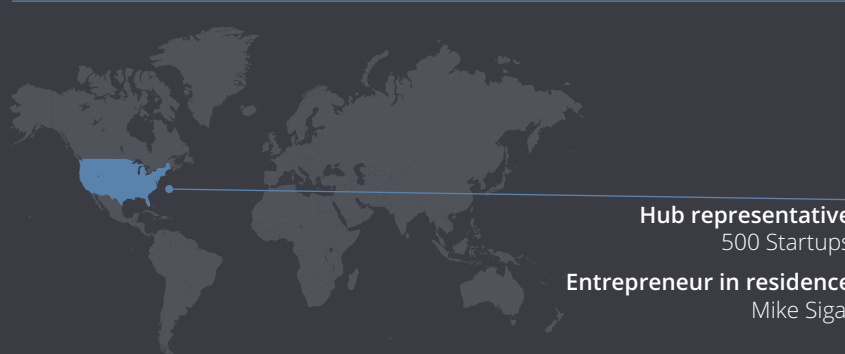 Hub representative
500 Startups
Entrepreneur in residence
Mike Siga